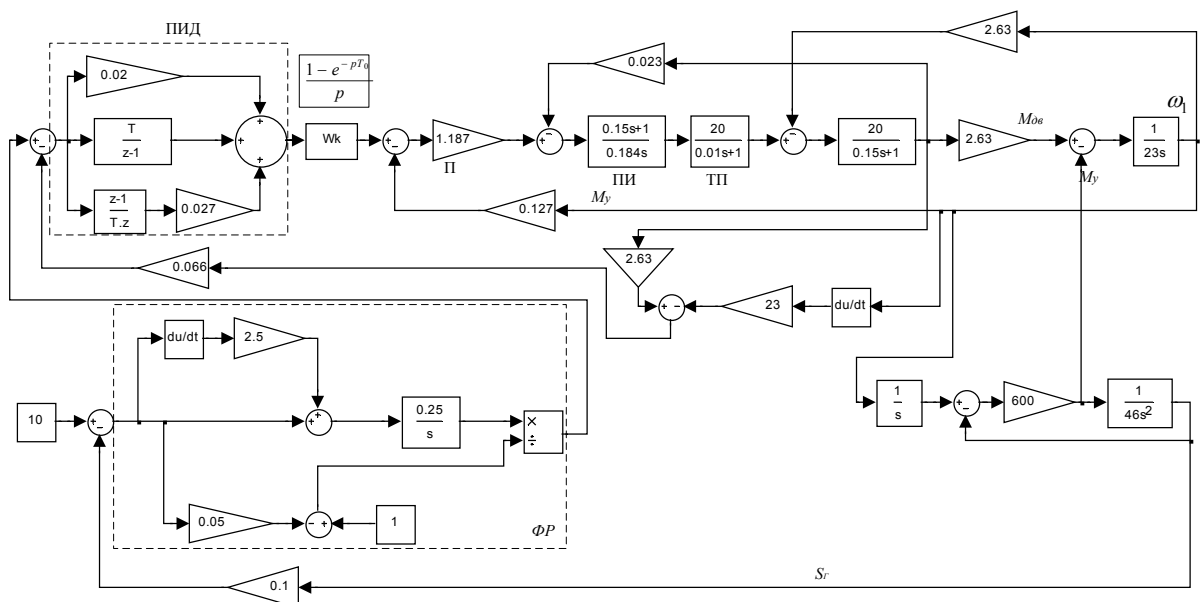 ПИД
0.02
T
z-1
z-1
T.z
0.027
1-e^{-pT_0}
p
Wk
1.187
П
0.023
0.15s+1
0.184s
ПИ
20
0.01s+1
ТП
20
0.15s+1
2.63
2.63
M_{дв}
M_y
ω_1
1
23s
0.127
M_y
0.066
2.63
23
du/dt
du/dt
2.5
10
0.25
s
×
÷
0.05
1
ФР
1
s
600
1
46s^2
0.1
S_г